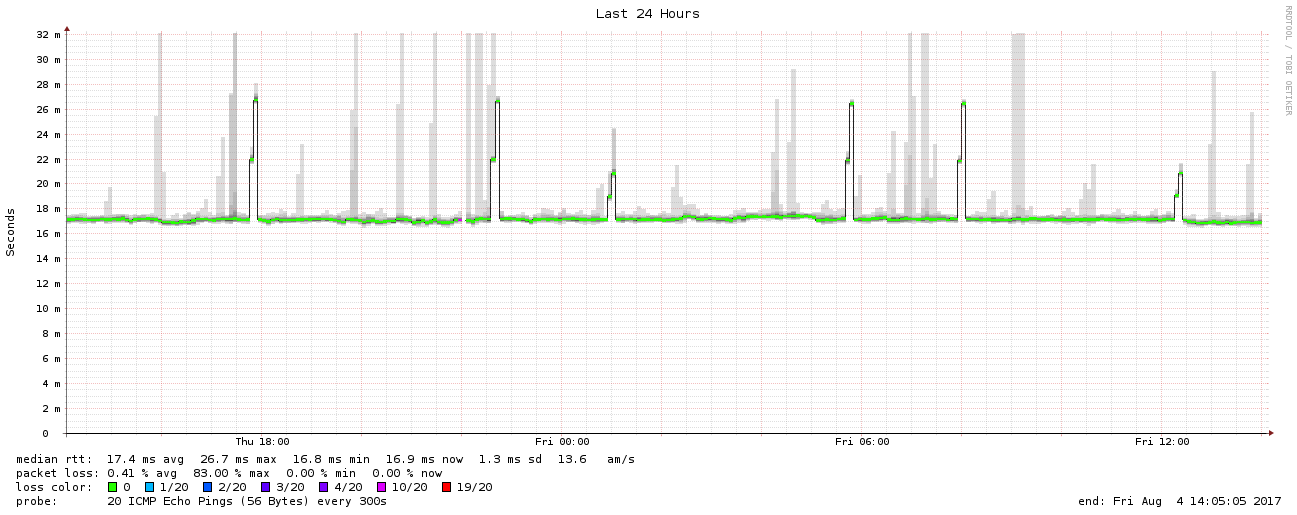 Last 24 Hours
RRDTOOL / TOBI OETIKER
Seconds
32 m
30 m
28 m
26 m
24 m
22 m
20 m
18 m
16 m
14 m
12 m
10 m
8 m
6 m
4 m
2 m
0
Thu 18:00 Fri 00:00 Fri 06:00 Fri 12:00
median rtt: 17.4 ms avg 26.7 ms max 16.8 ms min 16.9 ms now 1.3 ms sd 13.6 am/s
packet loss: 0.41 % avg 83.00 % max 0.00 % min 0.00 % now
loss color: 0 1/20 2/20 3/20 4/20 10/20 19/20
probe: 20 ICMP Echo Pings (56 Bytes) every 300s end: Fri Aug 4 14:05:05 2017